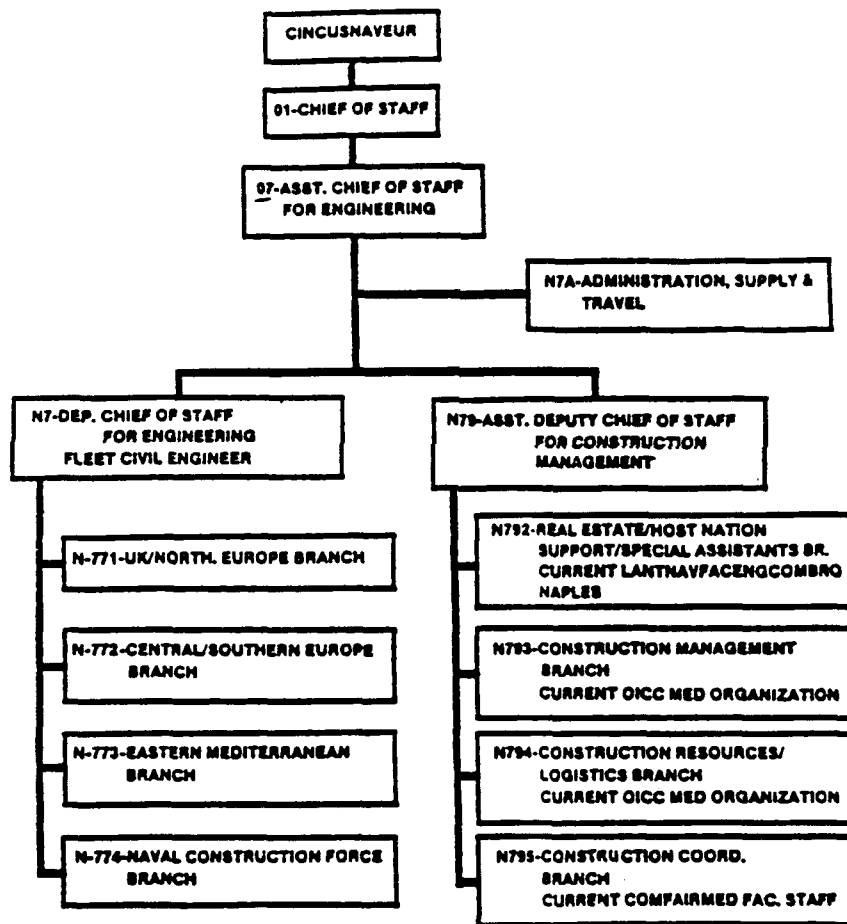 CINCUSNAVEUR
01-CHIEF OF STAFF
07-ASST. CHIEF OF STAFF
FOR ENGINEERING
N7A-ADMINISTRATION, SUPPLY &
TRAVEL
N7-DEP. CHIEF OF STAFF
FOR ENGINEERING
FLEET CIVIL ENGINEER
N-771-UK/NORTH. EUROPE BRANCH
N-772-CENTRAL/SOUTHERN EUROPE
BRANCH
N-773-EASTERN MEDITERRANEAN
BRANCH
N-774-NAVAL CONSTRUCTION FORCE
BRANCH
N79-ASST. DEPUTY CHIEF OF STAFF
FOR CONSTRUCTION
MANAGEMENT
N792-REAL ESTATE/HOST NATION
SUPPORT/SPECIAL ASSISTANTS BR.
CURRENT LANTNAVFACENGCOMBRO
NAPLES
N793-CONSTRUCTION MANAGEMENT
BRANCH
CURRENT OICC MED ORGANIZATION
N794-CONSTRUCTION RESOURCES/
LOGISTICS BRANCH
CURRENT OICC MED ORGANIZATION
N795-CONSTRUCTION COORD.
BRANCH
CURRENT COMFAIRMED FAC. STAFF